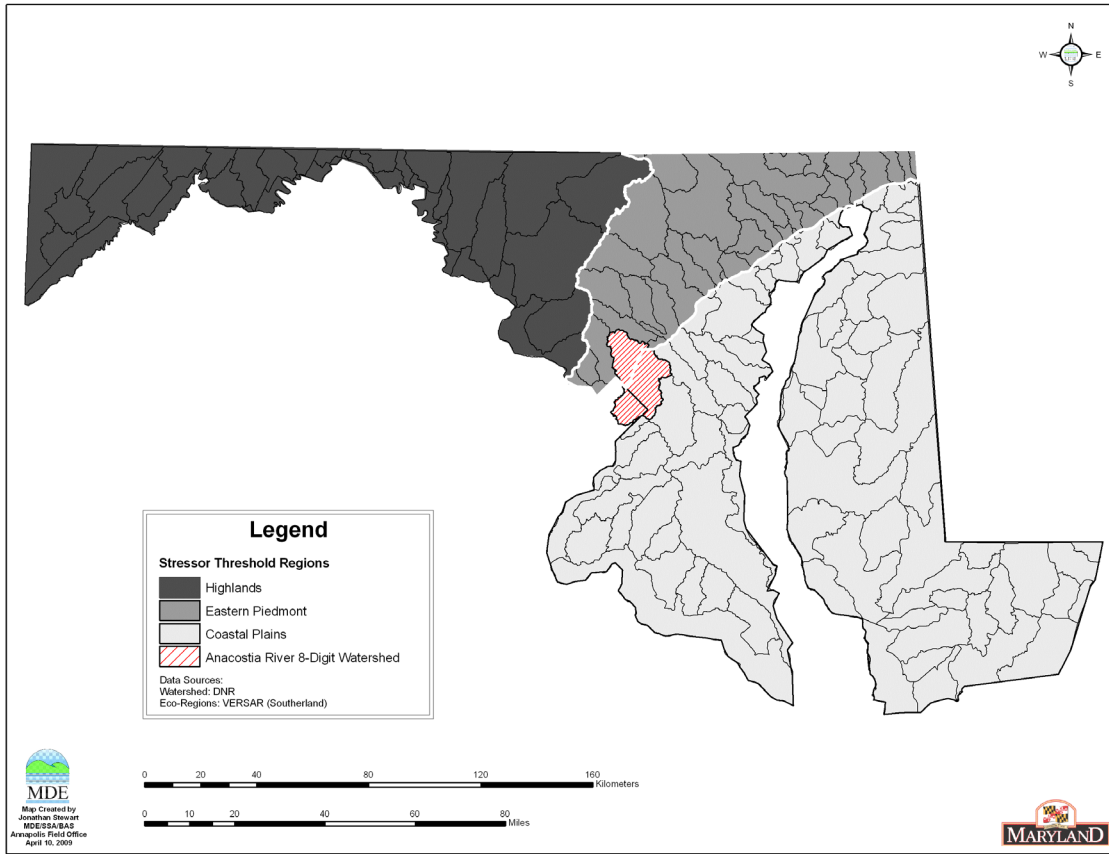 N
W E
S
Legend
Stressor Threshold Regions
Highlands
Eastern Piedmont
Coastal Plains
Anacostia River 8-Digit Watershed
Data Sources:
Watershed: DNR
Eco-Regions: VERSAR (Southerland)
MDE
Map Created by
Jonathan Stewart
MDE/SSA/BAS
Annapolis Field Office
April 10, 2009
0 20 40 80 120 160
Kilometers
0 10 20 40 60 80
Miles
MARYLAND